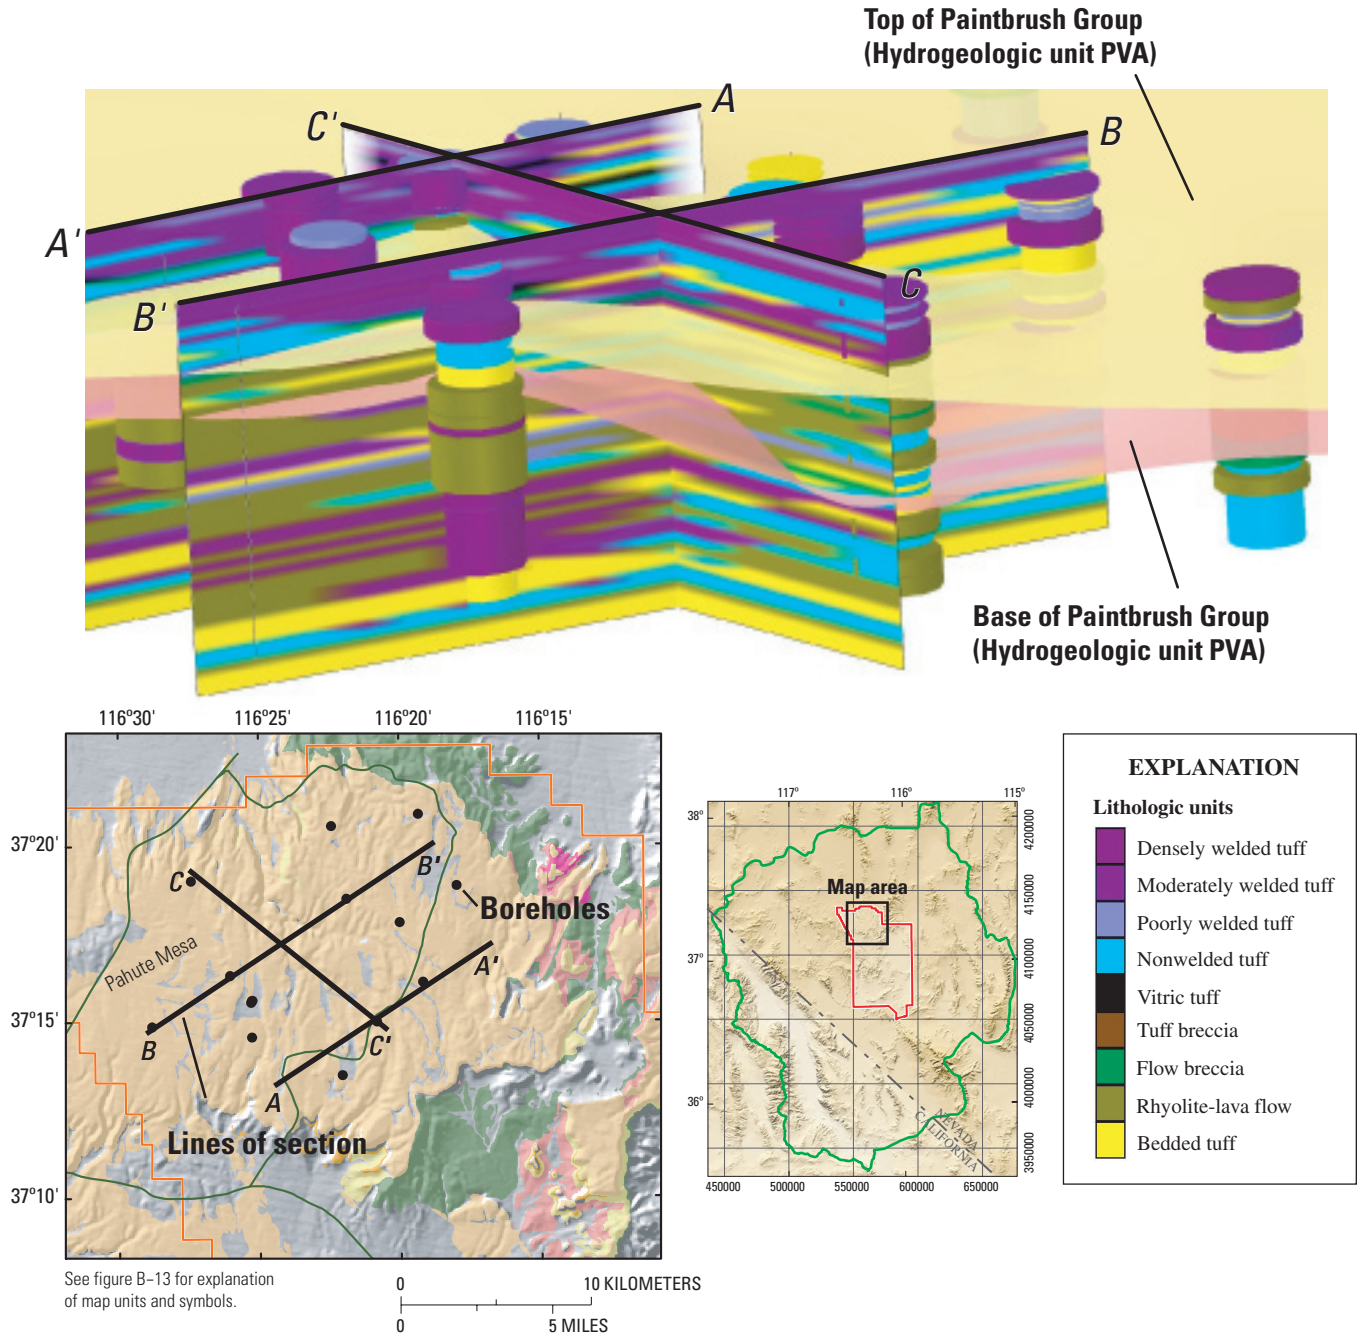 Top of Paintbrush Group
(Hydrogeologic unit PVA)
A
C'
B
A'
B'
C
Base of Paintbrush Group
(Hydrogeologic unit PVA)
116°30' 116°25' 116°20' 116°15'
37°20'
37°15'
37°10'
C
B'
Boreholes
Pahute Mesa
A'
B
C'
A
Lines of section
See figure B–13 for explanation
of map units and symbols.
0 10 KILOMETERS
0 5 MILES
117° 116° 115°
38°
37°
36°
Map area
NEVADA
CALIFORNIA
4200000
4150000
4100000
4050000
4000000
3950000
450000 500000 550000 600000 650000
EXPLANATION
Lithologic units
Densely welded tuff
Moderately welded tuff
Poorly welded tuff
Nonwelded tuff
Vitric tuff
Tuff breccia
Flow breccia
Rhyolite-lava flow
Bedded tuff